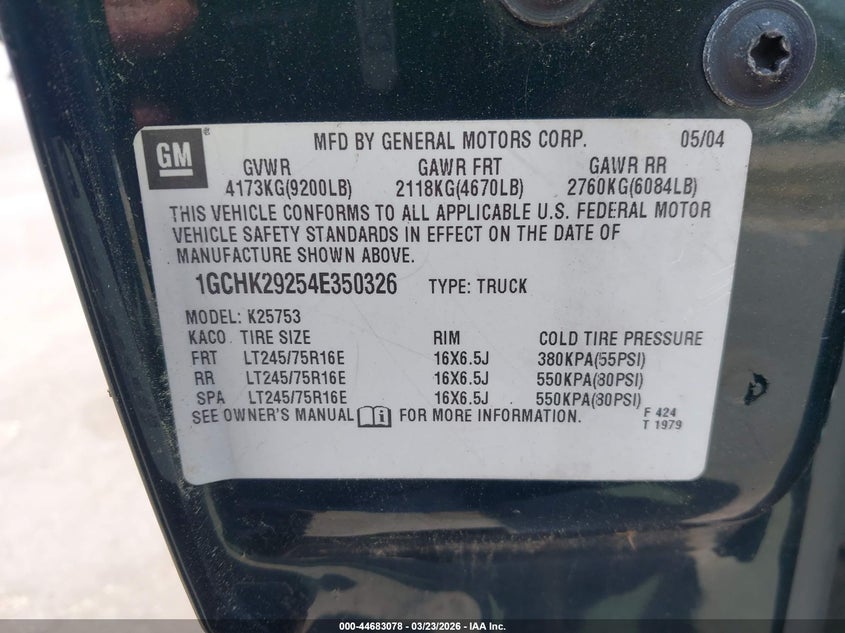 GM
MFD BY GENERAL MOTORS CORP. 05/04
GVWR GAWR FRT GAWR RR
4173KG(9200LB) 2118KG(4670LB) 2760KG(6084LB)
THIS VEHICLE CONFORMS TO ALL APPLICABLE U.S. FEDERAL MOTOR
VEHICLE SAFETY STANDARDS IN EFFECT ON THE DATE OF
MANUFACTURE SHOWN ABOVE.
1GCHK29254E350326 TYPE: TRUCK
MODEL: K25753
KACO TIRE SIZE RIM COLD TIRE PRESSURE
FRT LT245/75R16E 16X6.5J 380KPA(55PSI)
RR LT245/75R16E 16X6.5J 550KPA(80PSI)
SPA LT245/75R16E 16X6.5J 550KPA(80PSI)
SEE OWNER'S MANUAL i FOR MORE INFORMATION.
F 424
T 1979
000-44683078 - 03/23/2026 - IAA Inc.